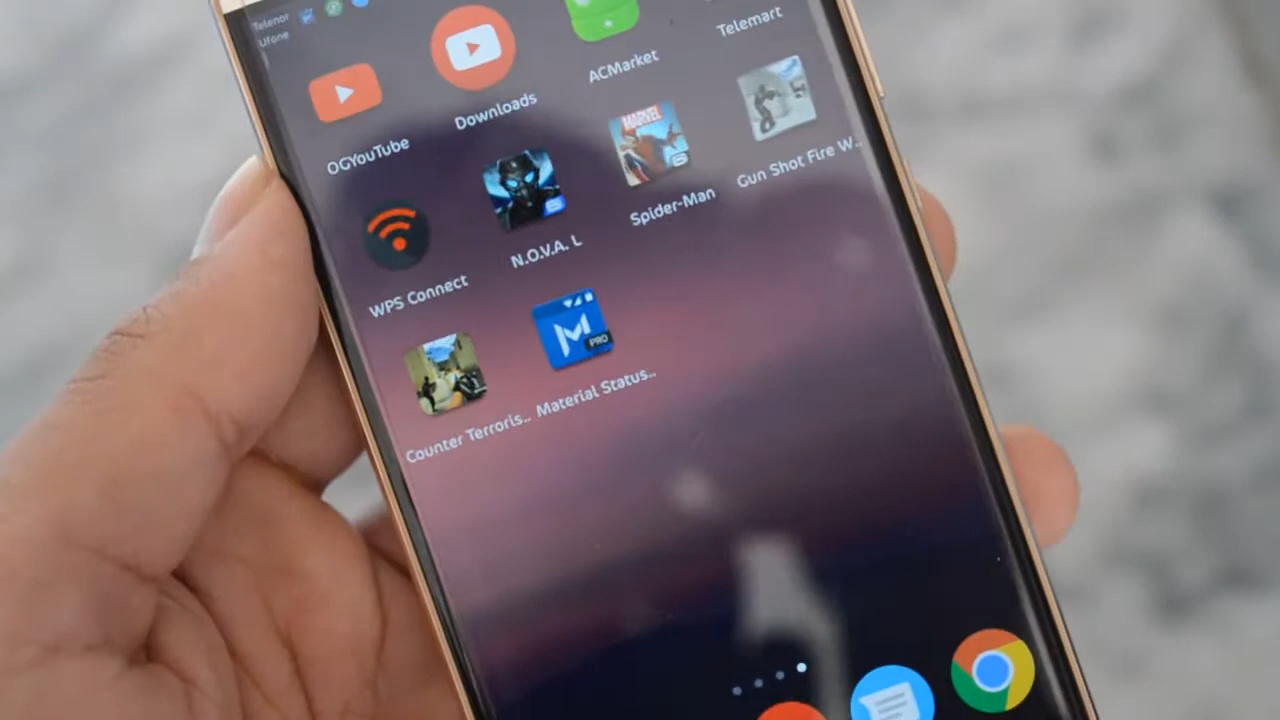 Telenor
Ufone
OGYouTube
Downloads
ACMarket
Telemart
WPS Connect
N.O.V.A. L
MARVEL
Spider-Man
Gun Shot Fire W..
Counter Terroris..
PRO
Material Status..